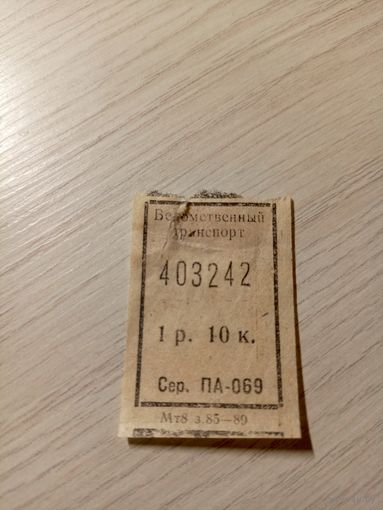 Ведомственный
транспорт
403242
1 р. 10 к.
Сер. ПА-069
Мт8 з.85—89